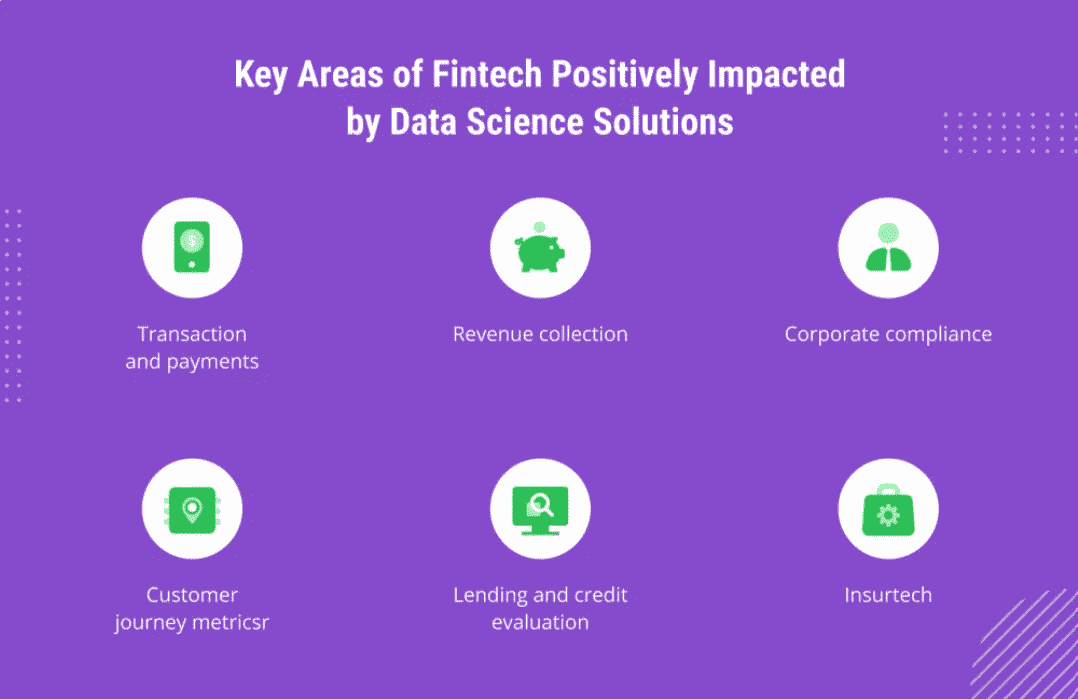 Key Areas of Fintech Positively Impacted
by Data Science Solutions
Transaction
and payments
Revenue collection
Corporate compliance
Customer
journey metricsr
Lending and credit
evaluation
Insurtech